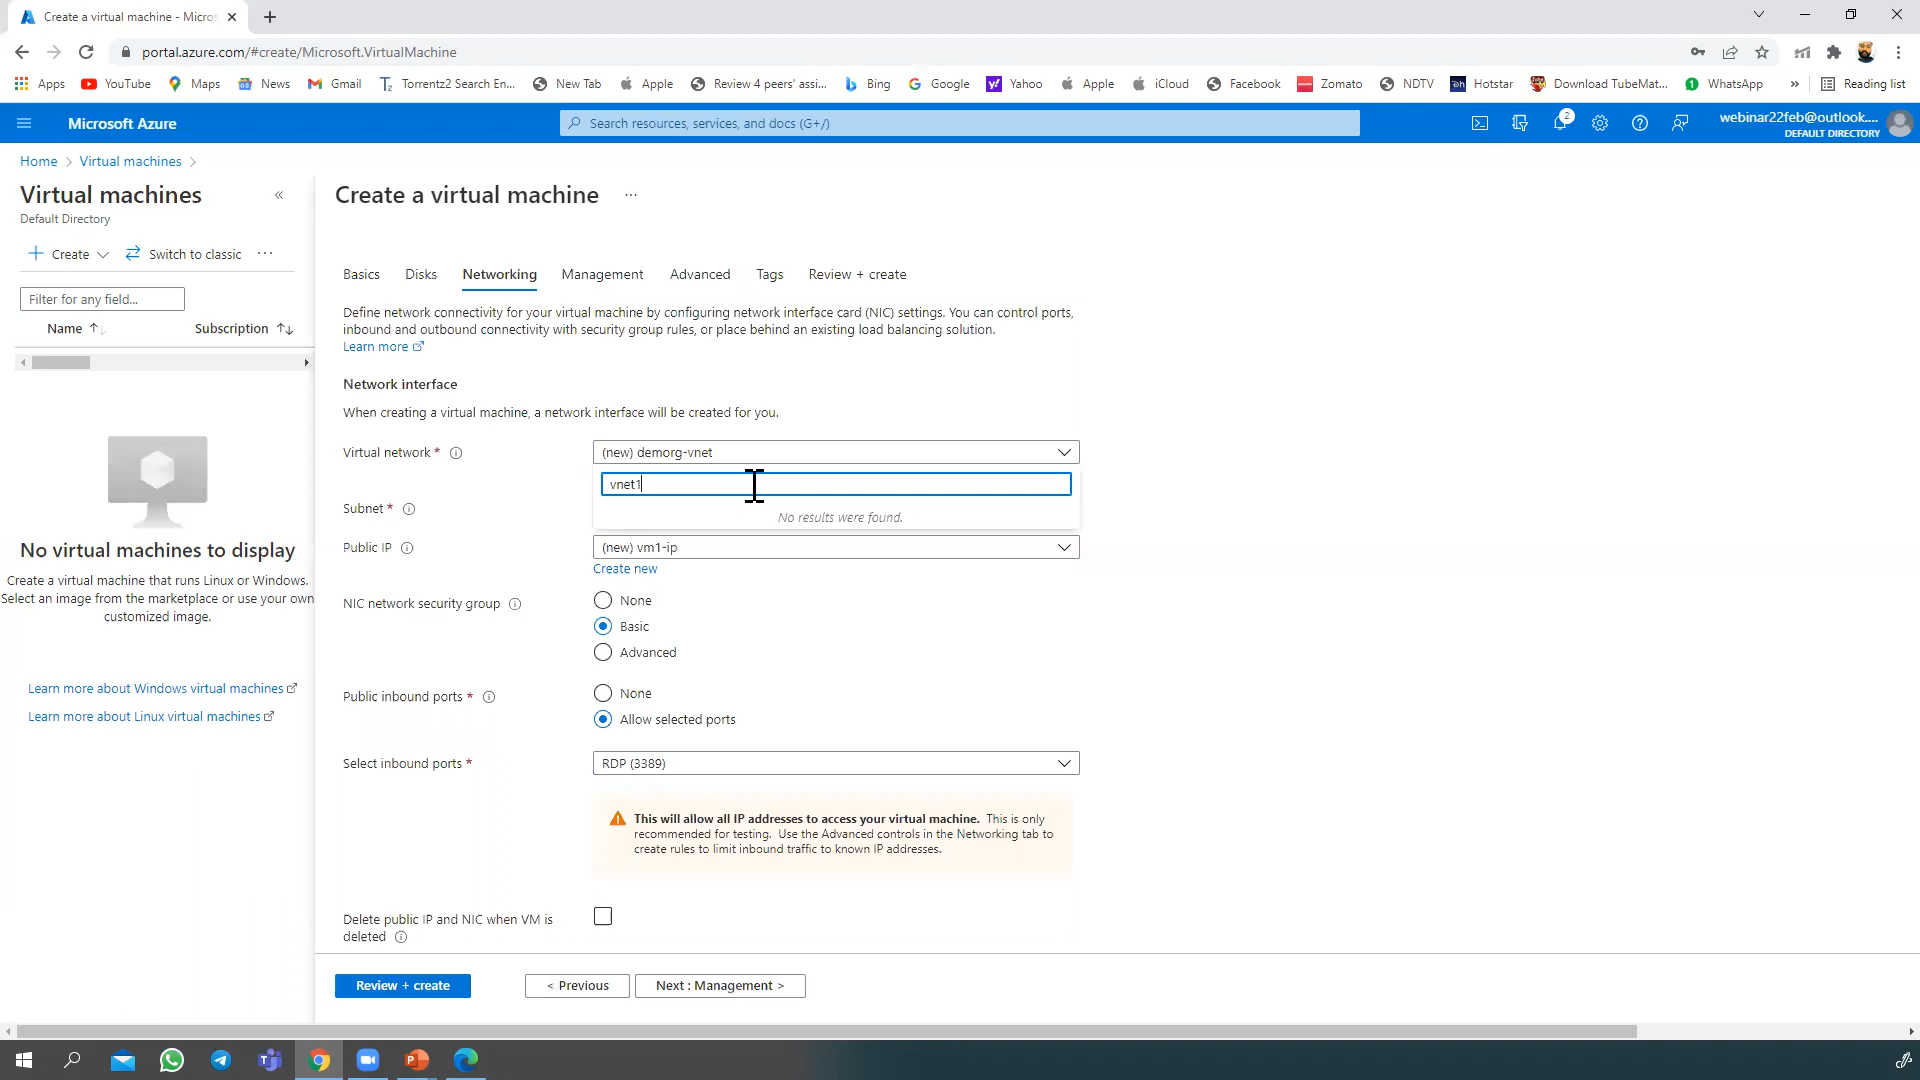 Create a virtual machine - Micros
portal.azure.com/#create/Microsoft.VirtualMachine
Apps
YouTube
Maps
News
Gmail
Torrentz2 Search En...
New Tab
Apple
Review 4 peers' assi...
Bing
Google
Yahoo
Apple
iCloud
Facebook
Zomato
NDTV
Hotstar
Download TubeMat...
WhatsApp
»
Reading list
Microsoft Azure
Search resources, services, and docs (G+/)
2
webinar22feb@outlook....
DEFAULT DIRECTORY
Home > Virtual machines >
Virtual machines
«
Default Directory
Create
Switch to classic
...
Filter for any field...
Name
Subscription
No virtual machines to display
Create a virtual machine that runs Linux or Windows.
Select an image from the marketplace or use your own
customized image.
Learn more about Windows virtual machines
Learn more about Linux virtual machines
Create a virtual machine ...
Basics
Disks
Networking
Management
Advanced
Tags
Review + create
Define network connectivity for your virtual machine by configuring network interface card (NIC) settings. You can control ports,
inbound and outbound connectivity with security group rules, or place behind an existing load balancing solution.
Learn more
Network interface
When creating a virtual machine, a network interface will be created for you.
Virtual network *
(new) demorg-vnet
vnet1
No results were found.
Subnet *
Public IP
(new) vm1-ip
Create new
NIC network security group
None
Basic
Advanced
Public inbound ports *
None
Allow selected ports
Select inbound ports *
RDP (3389)
This will allow all IP addresses to access your virtual machine. This is only
recommended for testing. Use the Advanced controls in the Networking tab to
create rules to limit inbound traffic to known IP addresses.
Delete public IP and NIC when VM is
deleted
Review + create
< Previous
Next : Management >